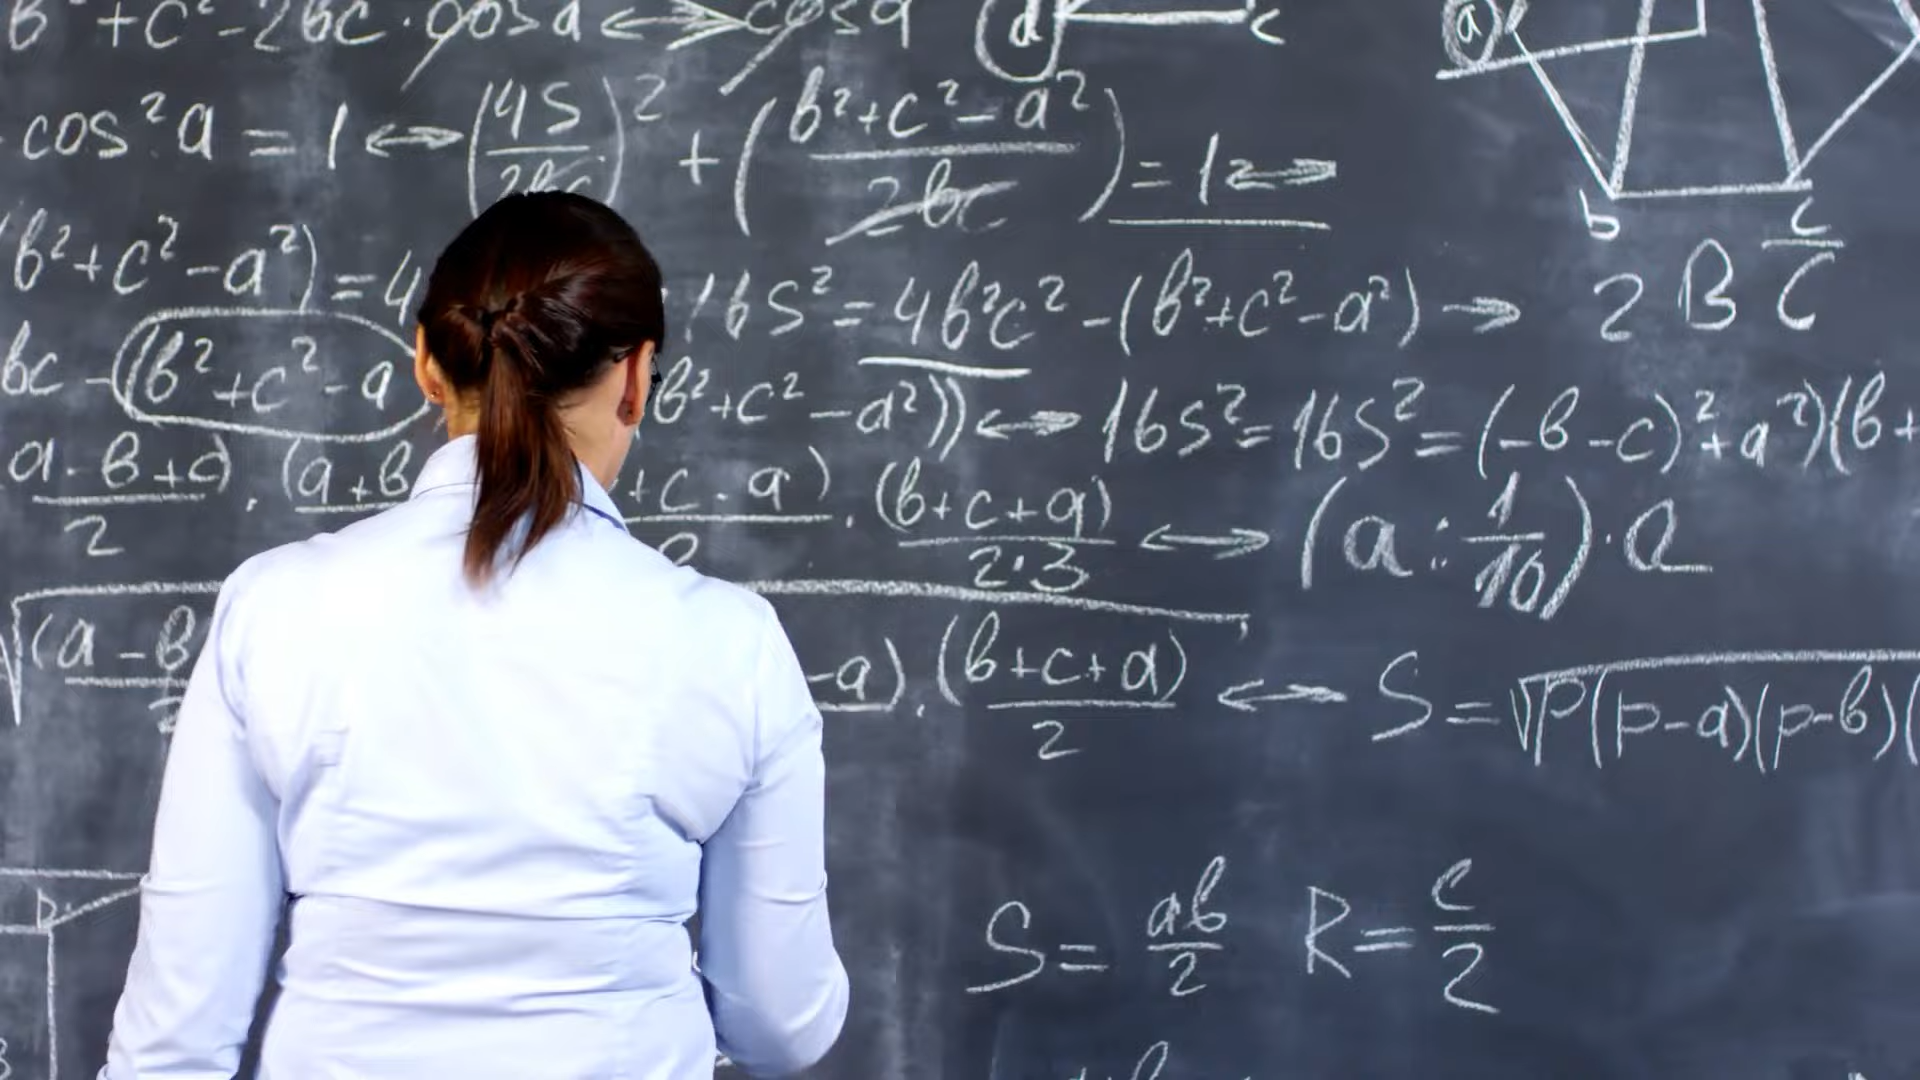 b² + c² - 2bc · cos a ↔ cos a
d c
a
cos² a = 1 ↔ (4S / 2bc)² + (b² + c² - a² / 2bc) = 1 ↔
b c
(b² + c² - a²) = 4
16S² = 4b²c² - (b² + c² - a²) →
2 B C / C
bc - (b² + c² - a
b² + c² - a²)) ↔ 16S² = 16S² = (-b - c)² + a²)(b +
a - b + c) / 2 · (a + b
+ c - a) / 2 · (b + c + a) / 2·3 ↔ (a : 1/10) · a
√(a - b / 2
- a) · (b + c + a) / 2 ↔ S = √p(p-a)(p-b)(
S = ab / 2 R = c / 2